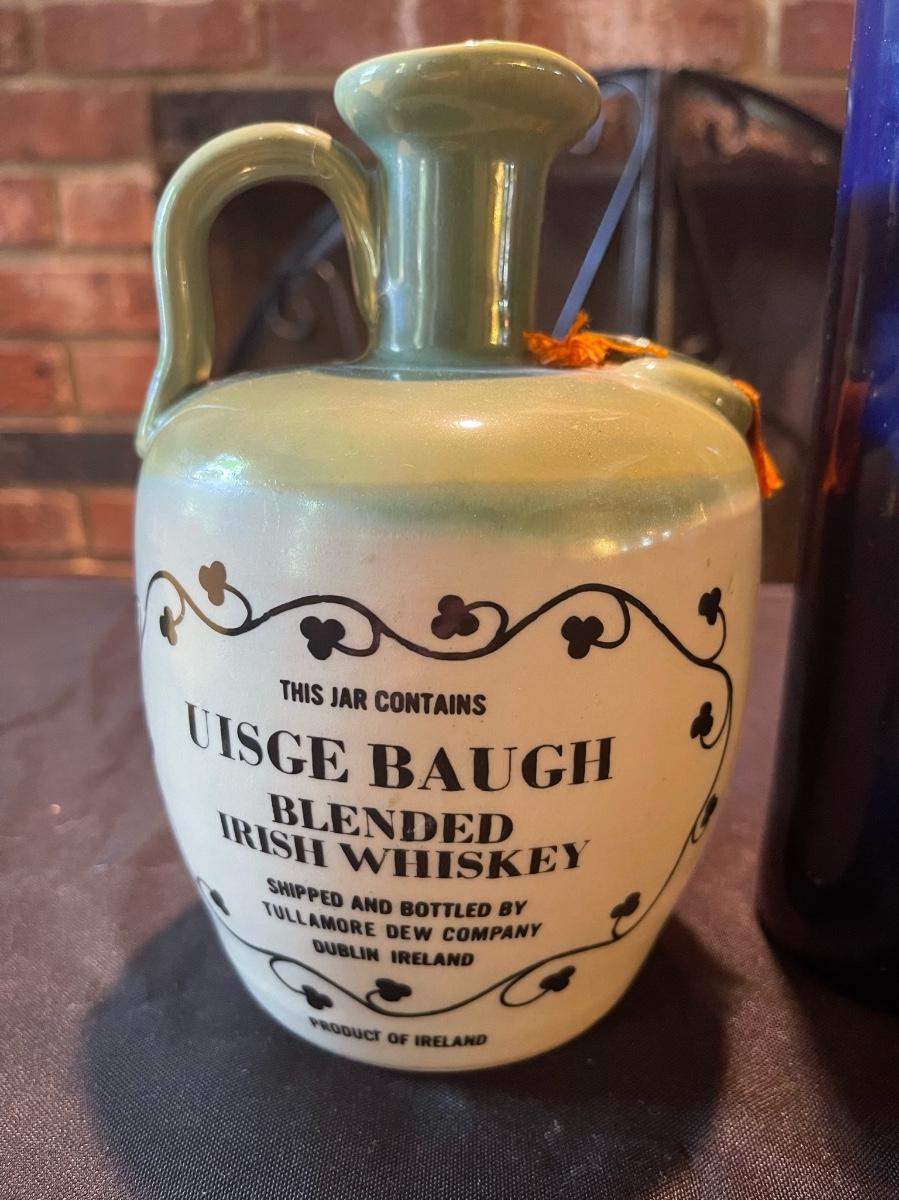 THIS JAR CONTAINS
UISGE BAUGH
BLENDED
IRISH WHISKEY
SHIPPED AND BOTTLED BY
TULLAMORE DEW COMPANY
DUBLIN IRELAND
PRODUCT OF IRELAND